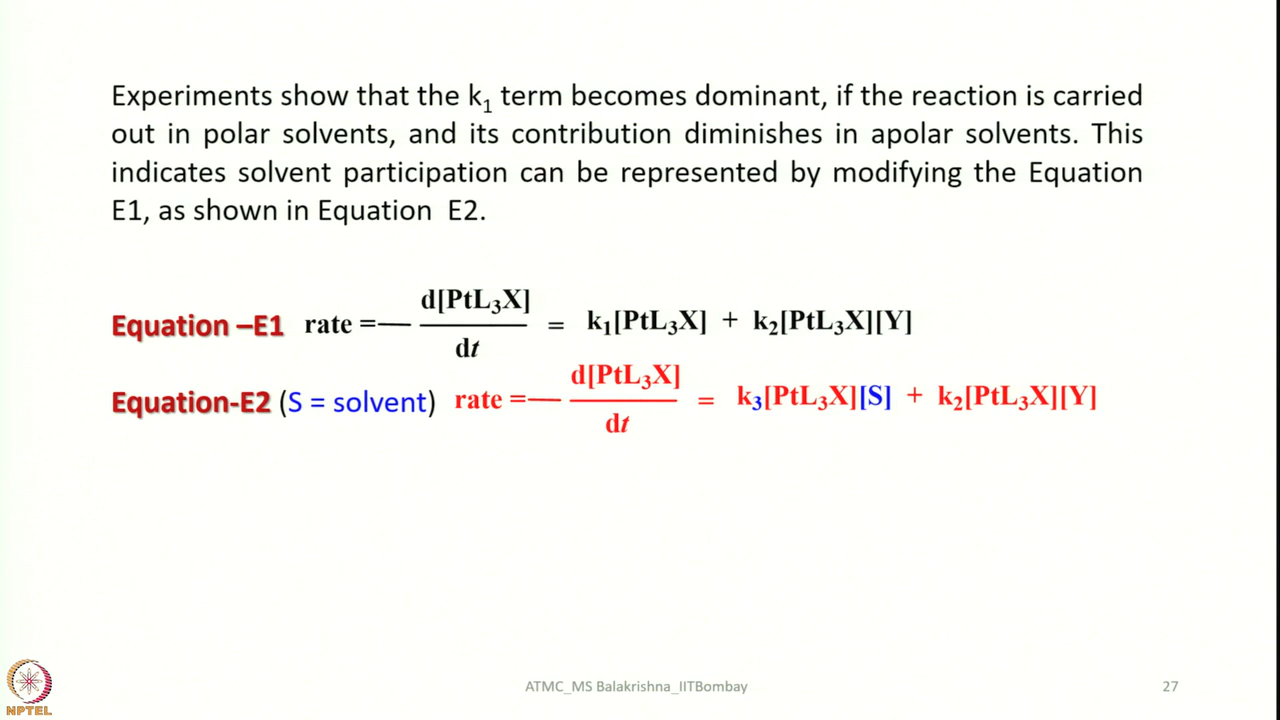 Experiments show that the k₁ term becomes dominant, if the reaction is carried
out in polar solvents, and its contribution diminishes in apolar solvents. This
indicates solvent participation can be represented by modifying the Equation
E1, as shown in Equation E2.
Equation –E1 rate =— d[PtL₃X]/dt = k₁[PtL₃X] + k₂[PtL₃X][Y]
Equation-E2 (S = solvent) rate =— d[PtL₃X]/dt = k₃[PtL₃X][S] + k₂[PtL₃X][Y]
NPTEL
ATMC_MS Balakrishna_IITBombay
27